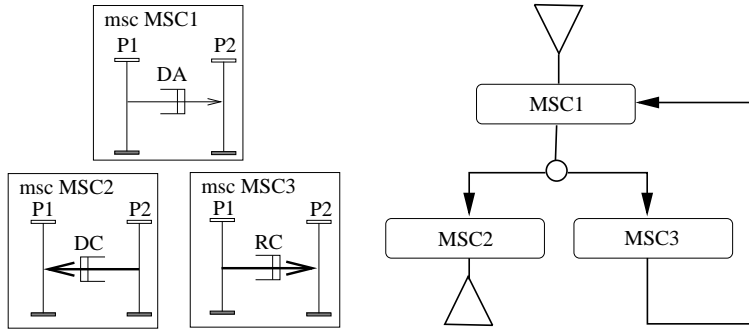 msc MSC1
P1 P2
DA
msc MSC2
P1 P2
DC
msc MSC3
P1 P2
RC
MSC1
MSC2
MSC3